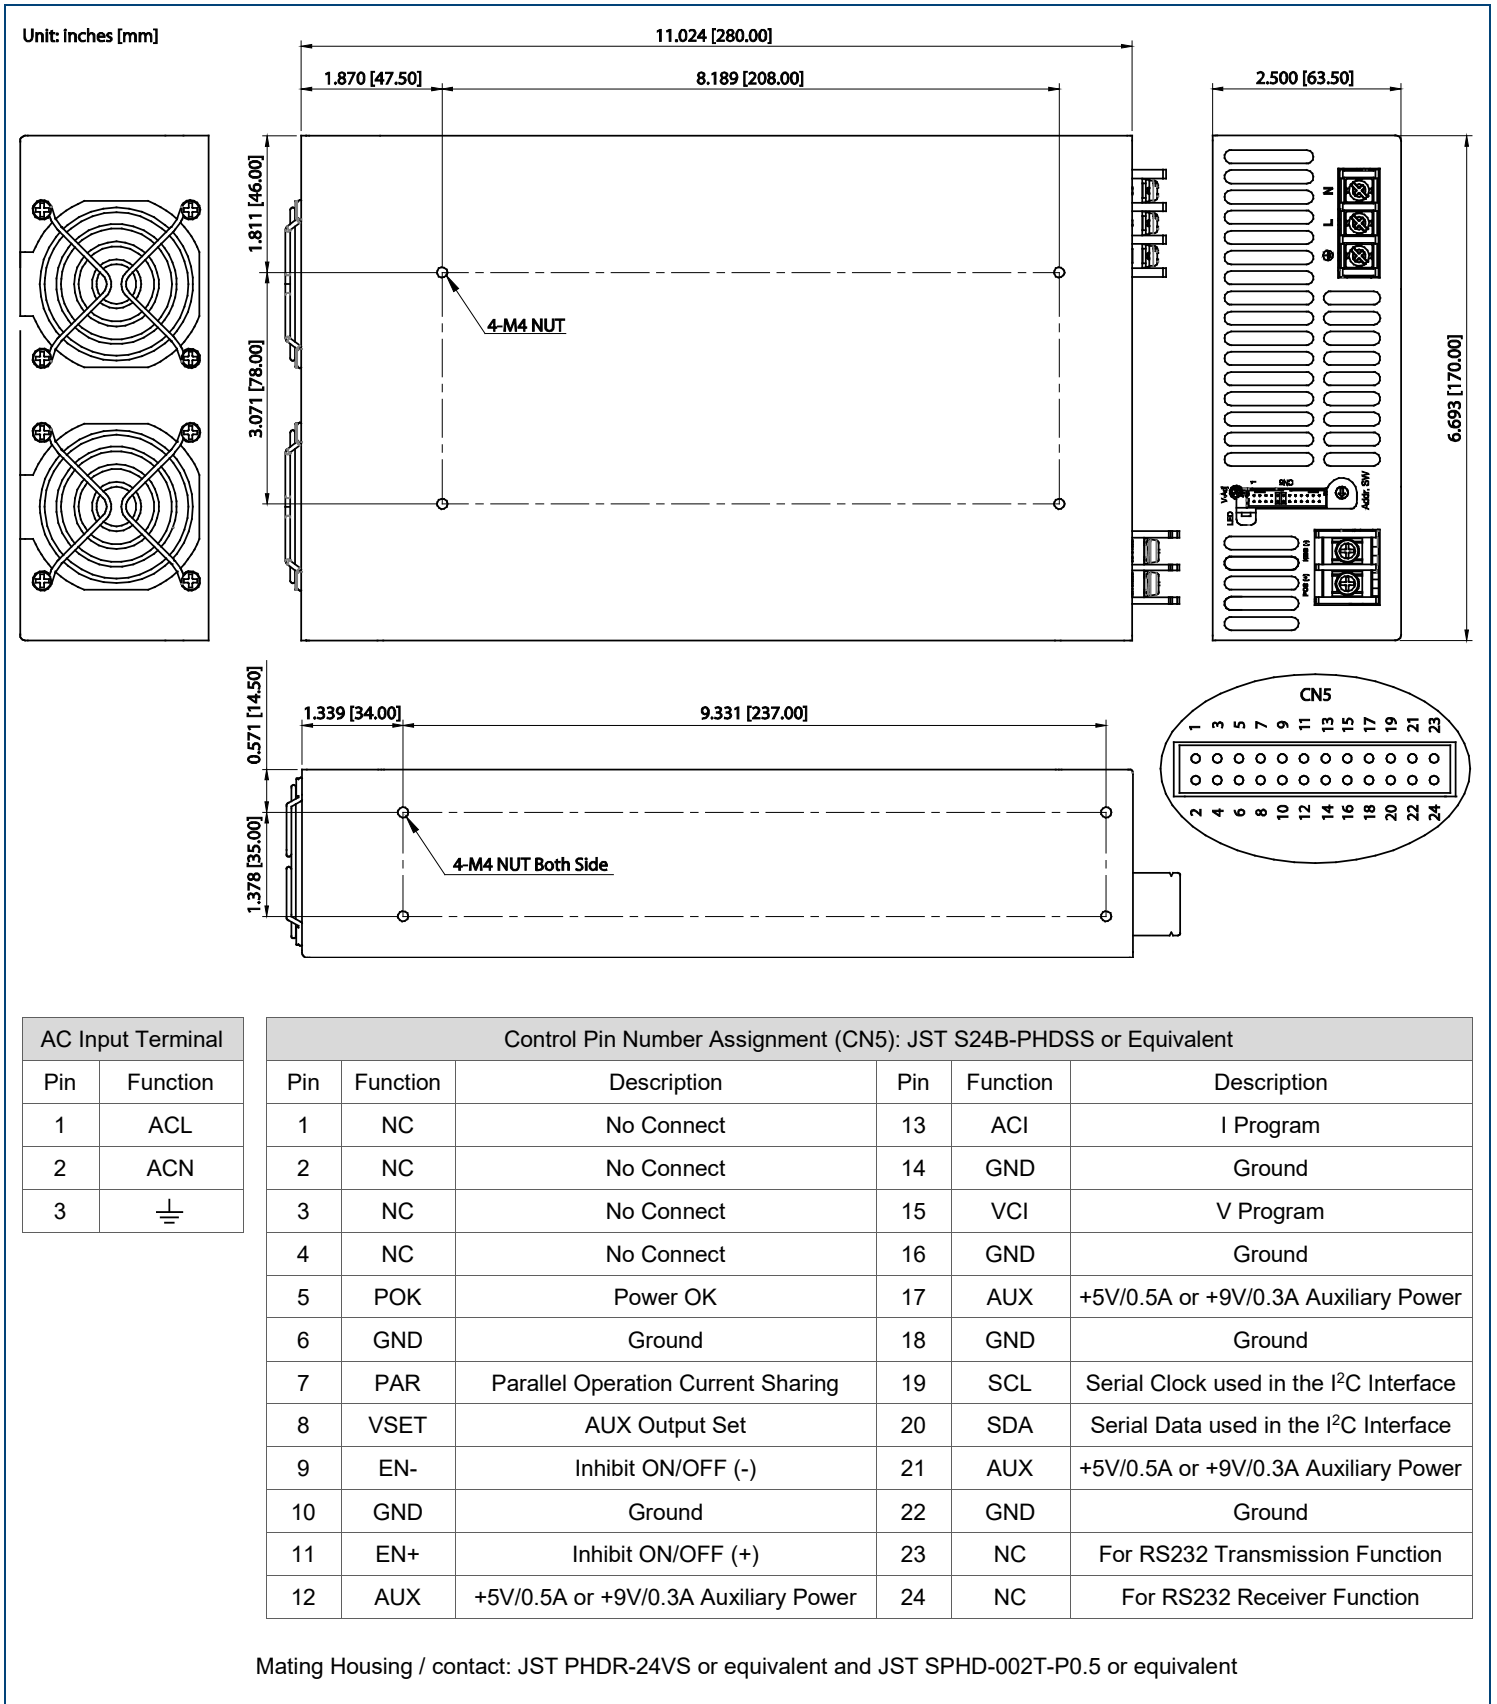 Unit: inches [mm]
11.024 [280.00]
1.870 [47.50]
8.189 [208.00]
2.500 [63.50]
1.811 [46.00]
3.071 [78.00]
4-M4 NUT
6.693 [170.00]
N
L
1
GND
V-Adj
LED
Addr. SW
NEG (-)
POS (+)
0.571 [14.50]
1.339 [34.00]
9.331 [237.00]
1.378 [35.00]
4-M4 NUT Both Side
CN5
1 3 5 7 9 11 13 15 17 19 21 23
2 4 6 8 10 12 14 16 18 20 22 24
AC Input Terminal
Pin Function
1 ACL
2 ACN
3
Control Pin Number Assignment (CN5): JST S24B-PHDSS or Equivalent
Pin Function Description Pin Function Description
1 NC No Connect 13 ACI I Program
2 NC No Connect 14 GND Ground
3 NC No Connect 15 VCI V Program
4 NC No Connect 16 GND Ground
5 POK Power OK 17 AUX +5V/0.5A or +9V/0.3A Auxiliary Power
6 GND Ground 18 GND Ground
7 PAR Parallel Operation Current Sharing 19 SCL Serial Clock used in the I²C Interface
8 VSET AUX Output Set 20 SDA Serial Data used in the I²C Interface
9 EN- Inhibit ON/OFF (-) 21 AUX +5V/0.5A or +9V/0.3A Auxiliary Power
10 GND Ground 22 GND Ground
11 EN+ Inhibit ON/OFF (+) 23 NC For RS232 Transmission Function
12 AUX +5V/0.5A or +9V/0.3A Auxiliary Power 24 NC For RS232 Receiver Function
Mating Housing / contact: JST PHDR-24VS or equivalent and JST SPHD-002T-P0.5 or equivalent